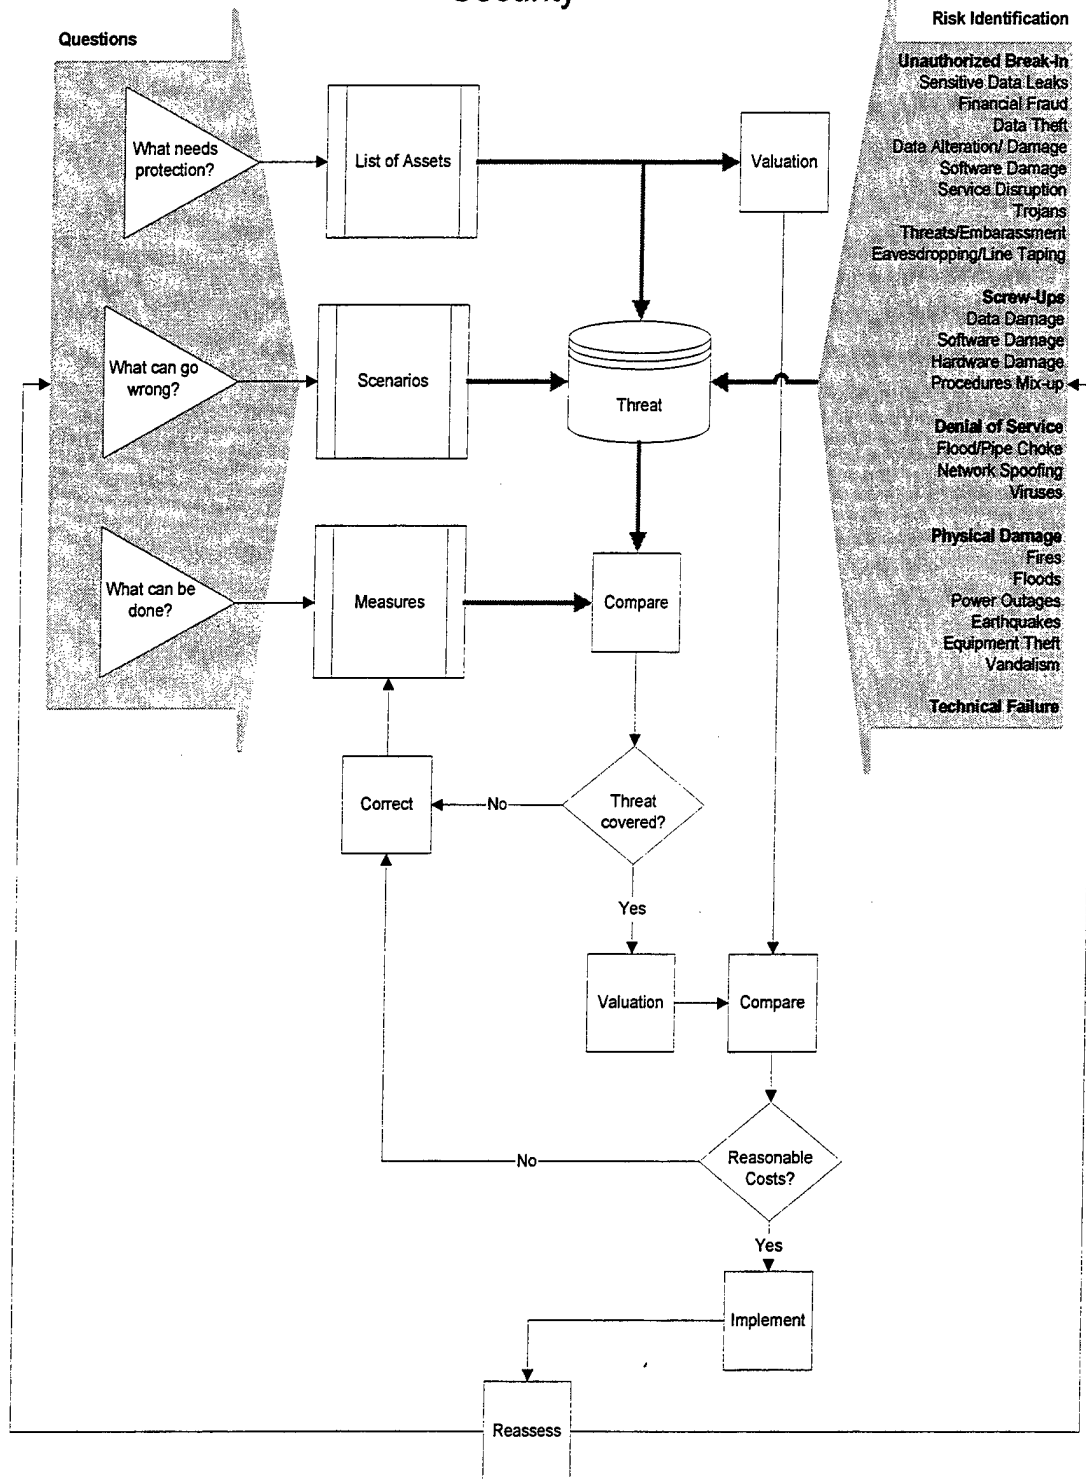 Security
Questions
Risk Identification
What needs
protection?
List of Assets
Valuation
Unauthorized Break-In
Sensitive Data Leaks
Financial Fraud
Data Theft
Data Alteration/ Damage
Software Damage
Service Disruption
Trojans
Threats/Embarassment
Eavesdropping/Line Taping
Screw-Ups
Data Damage
Software Damage
Hardware Damage
Procedures Mix-up
Denial of Service
Flood/Pipe Choke
Network Spoofing
Viruses
Physical Damage
Fires
Floods
Power Outages
Earthquakes
Equipment Theft
Vandalism
Technical Failure
What can go
wrong?
Scenarios
Threat
What can be
done?
Measures
Compare
Correct
No
Threat
covered?
Yes
Valuation
Compare
No
Reasonable
Costs?
Yes
Implement
Reassess